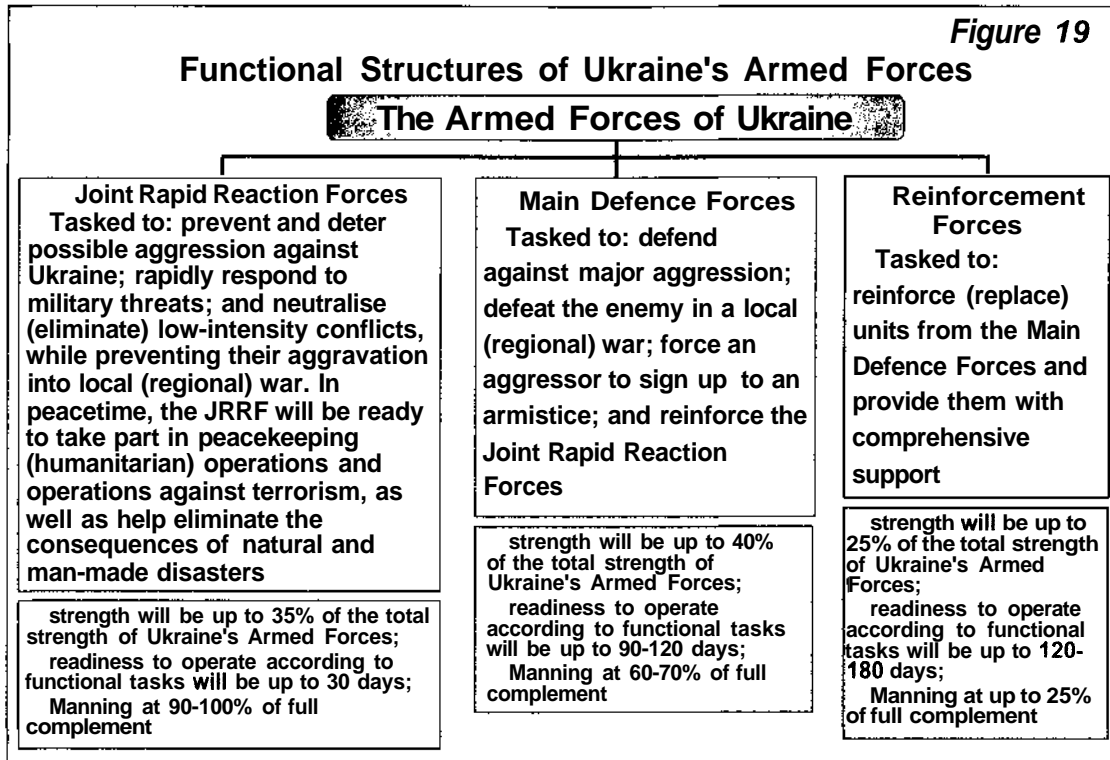 Figure 19
Functional Structures of Ukraine's Armed Forces
The Armed Forces of Ukraine
Joint Rapid Reaction Forces
Tasked to: prevent and deter
possible aggression against
Ukraine; rapidly respond to
military threats; and neutralise
(eliminate) low-intensity conflicts,
while preventing their aggravation
into local (regional) war. In
peacetime, the JRRF will be ready
to take part in peacekeeping
(humanitarian) operations and
operations against terrorism, as
well as help eliminate the
consequences of natural and
man-made disasters
strength will be up to 35% of the total
strength of Ukraine's Armed Forces;
readiness to operate according to
functional tasks will be up to 30 days;
Manning at 90-100% of full
complement
Main Defence Forces
Tasked to: defend
against major aggression;
defeat the enemy in a local
(regional) war; force an
aggressor to sign up to an
armistice; and reinforce the
Joint Rapid Reaction
Forces
strength will be up to 40%
of the total strength of
Ukraine's Armed Forces;
readiness to operate
according to functional tasks
will be up to 90-120 days;
Manning at 60-70% of full
complement
Reinforcement
Forces
Tasked to:
reinforce (replace)
units from the Main
Defence Forces and
provide them with
comprehensive
support
strength will be up to
25% of the total strength
of Ukraine's Armed
Forces;
readiness to operate
according to functional
tasks will be up to 120-
180 days;
Manning at up to 25%
of full complement